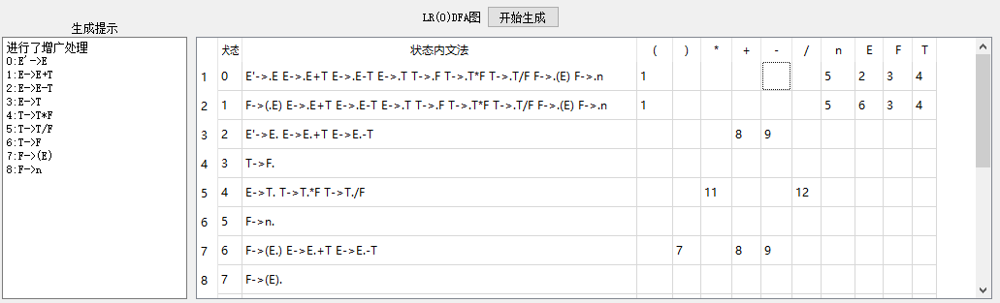 LR(0)DFA图 开始生成
生成提示
进行了增广处理
0:E'->E
1:E->E+T
2:E->E-T
3:E->T
4:T->T*F
5:T->T/F
6:T->F
7:F->(E)
8:F->n
状态 状态内文法 ( ) * + - / n E F T
1 0 E'->.E E->.E+T E->.E-T E->.T T->.F T->.T*F T->.T/F F->.(E) F->.n 1 5 2 3 4
2 1 F->(.E) E->.E+T E->.E-T E->.T T->.F T->.T*F T->.T/F F->.(E) F->.n 1 5 6 3 4
3 2 E'->E. E->E.+T E->E.-T 8 9
4 3 T->F.
5 4 E->T. T->T.*F T->T./F 11 12
6 5 F->n.
7 6 F->(E.) E->E.+T E->E.-T 7 8 9
8 7 F->(E).